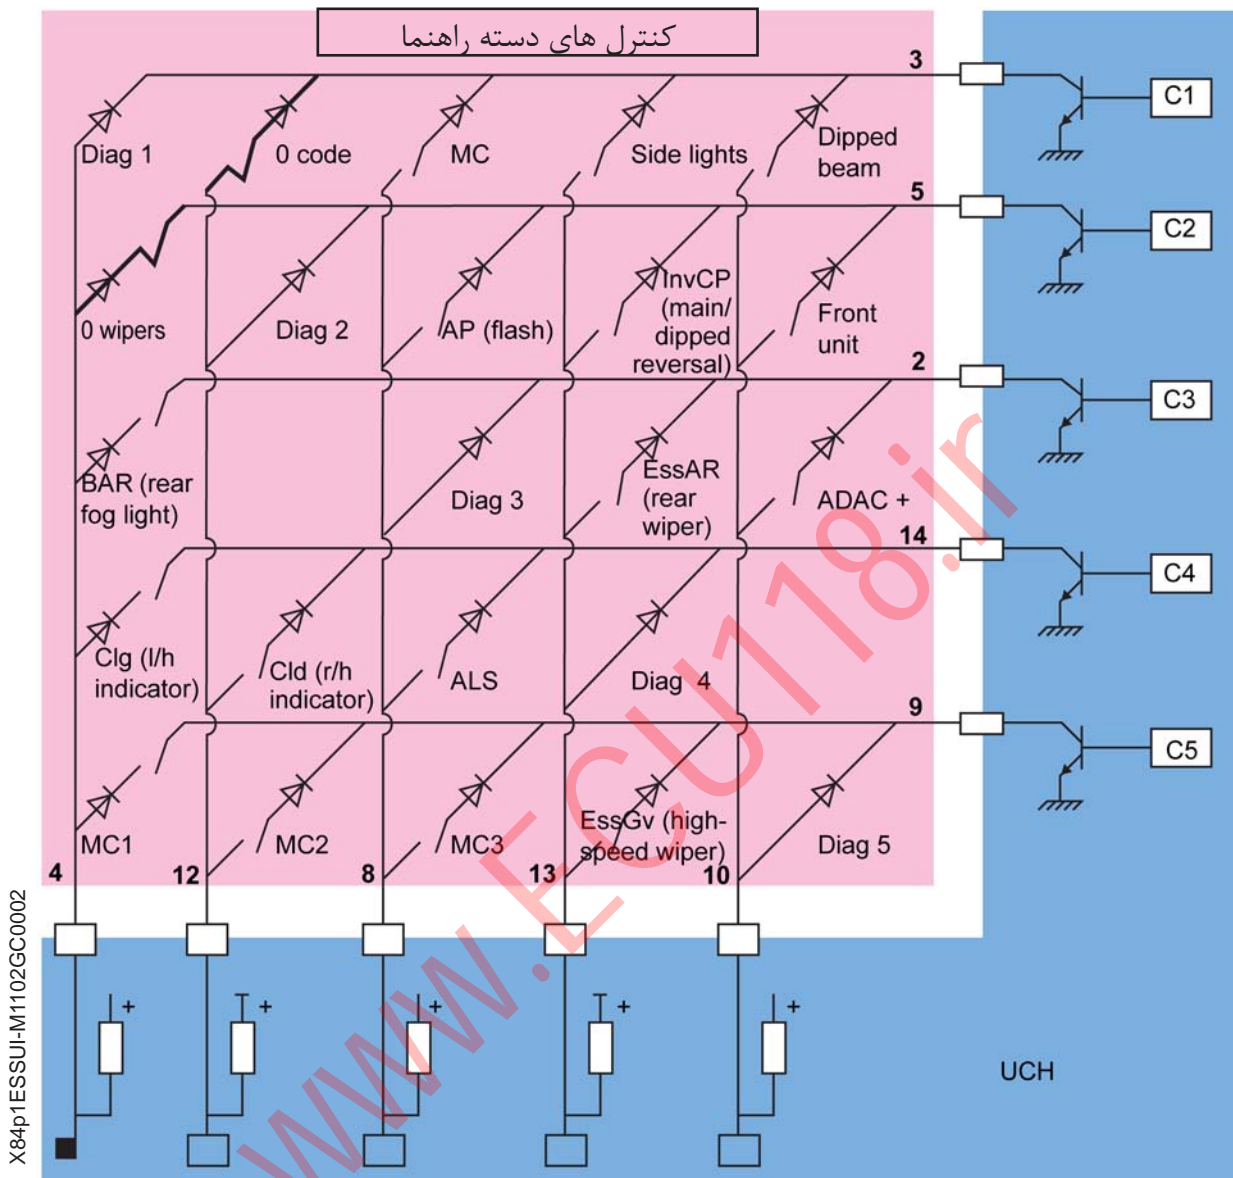 کنترل های دسته راهنما
3
C1
Diag 1
0 code
MC
Side lights
Dipped
beam
5
C2
0 wipers
Diag 2
AP (flash)
InvCP
(main/
dipped
reversal)
Front
unit
2
C3
BAR (rear
fog light)
Diag 3
EssAR
(rear
wiper)
ADAC +
14
C4
Clg (l/h
indicator)
Cld (r/h
indicator)
ALS
Diag 4
9
C5
MC1
MC2
MC3
EssGv (high-
speed wiper)
Diag 5
4
12
8
13
10
+
+
+
+
+
UCH
X84p1ESSUI-M1102GC0002
www.ECU118.ir